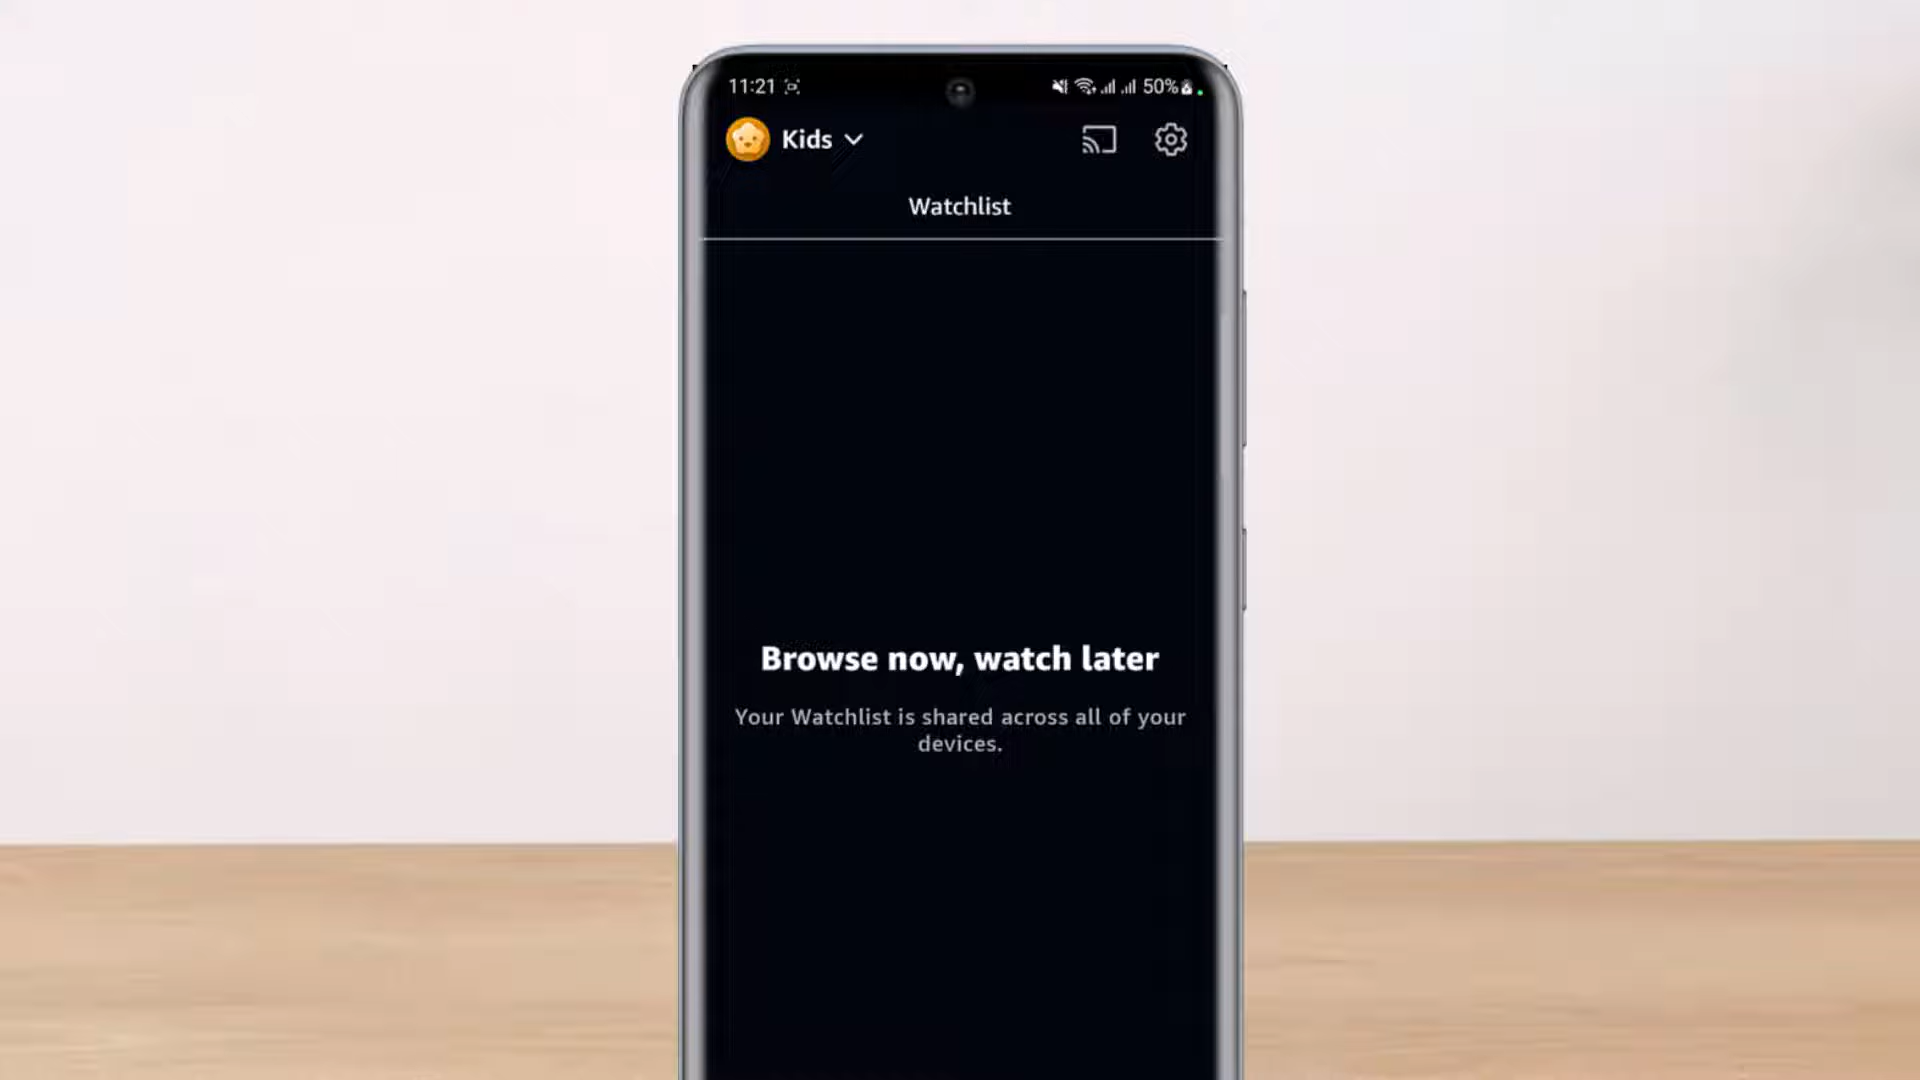 11:21
50%
Kids
Watchlist
Browse now, watch later
Your Watchlist is shared across all of your
devices.